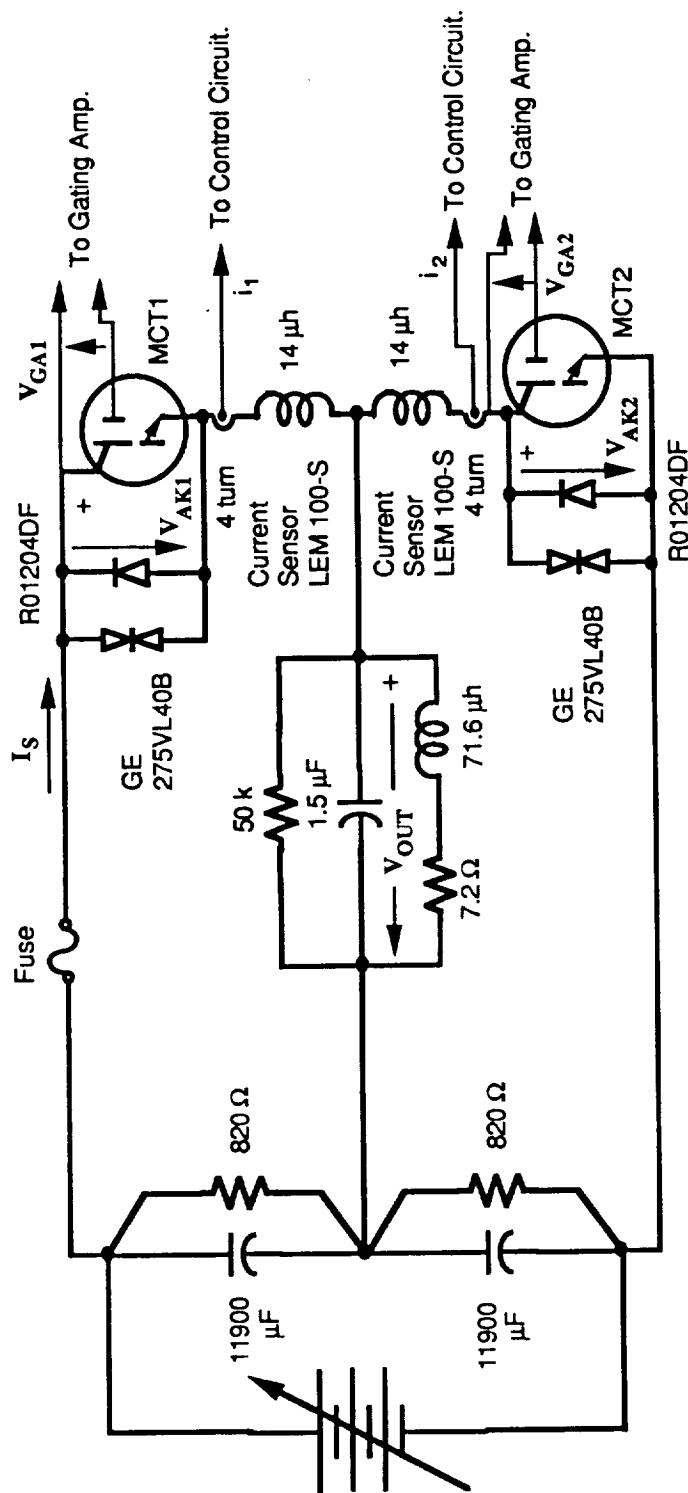 Fuse
I_S
V_GA1
To Gating Amp.
R01204DF
+
V_AK1
MCT1
GE
275VL40B
To Control Circuit.
i_1
4 turn
14 μh
Current
Sensor
LEM 100-S
11900
μF
820 Ω
50 k
1.5 μF
V_OUT
+
7.2 Ω
71.6 μh
14 μh
Current
Sensor
LEM 100-S
4 turn
i_2
To Control Circuit.
To Gating Amp.
V_GA2
11900
μF
820 Ω
GE
275VL40B
+
V_AK2
MCT2
R01204DF